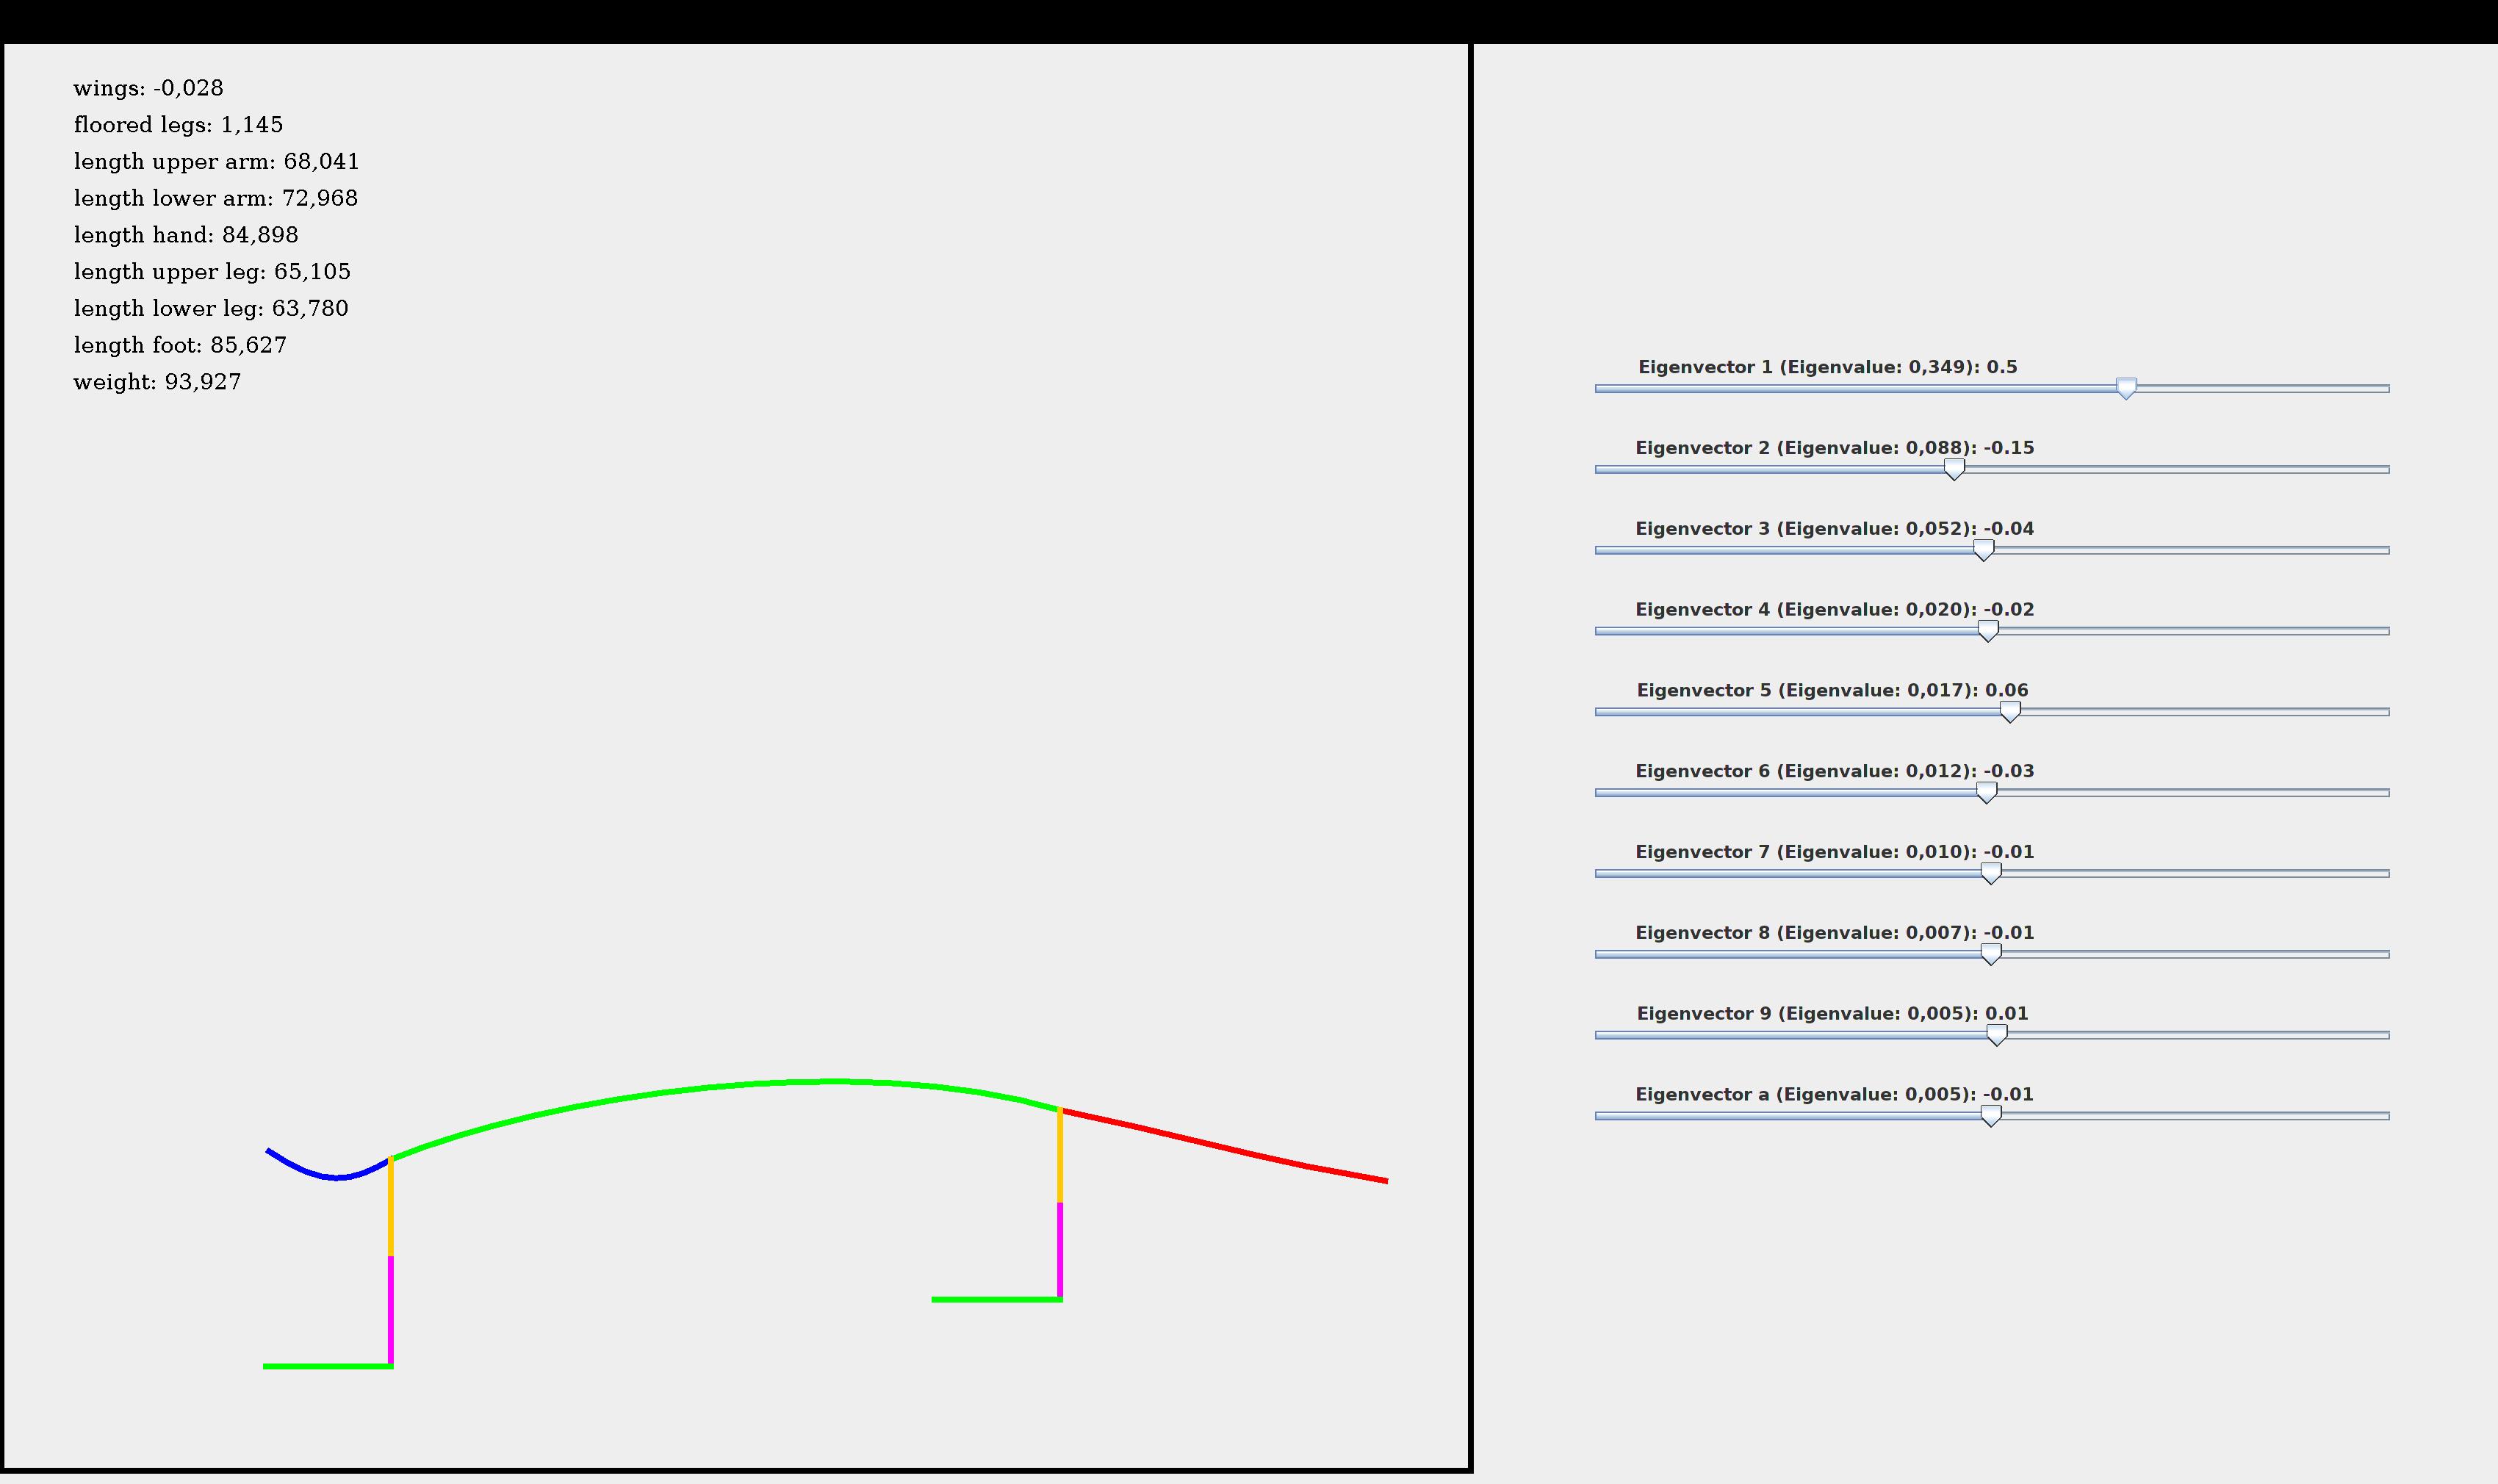 wings: -0,028
floored legs: 1,145
length upper arm: 68,041
length lower arm: 72,968
length hand: 84,898
length upper leg: 65,105
length lower leg: 63,780
length foot: 85,627
weight: 93,927
Eigenvector 1 (Eigenvalue: 0,349): 0.5
Eigenvector 2 (Eigenvalue: 0,088): -0.15
Eigenvector 3 (Eigenvalue: 0,052): -0.04
Eigenvector 4 (Eigenvalue: 0,020): -0.02
Eigenvector 5 (Eigenvalue: 0,017): 0.06
Eigenvector 6 (Eigenvalue: 0,012): -0.03
Eigenvector 7 (Eigenvalue: 0,010): -0.01
Eigenvector 8 (Eigenvalue: 0,007): -0.01
Eigenvector 9 (Eigenvalue: 0,005): 0.01
Eigenvector a (Eigenvalue: 0,005): -0.01